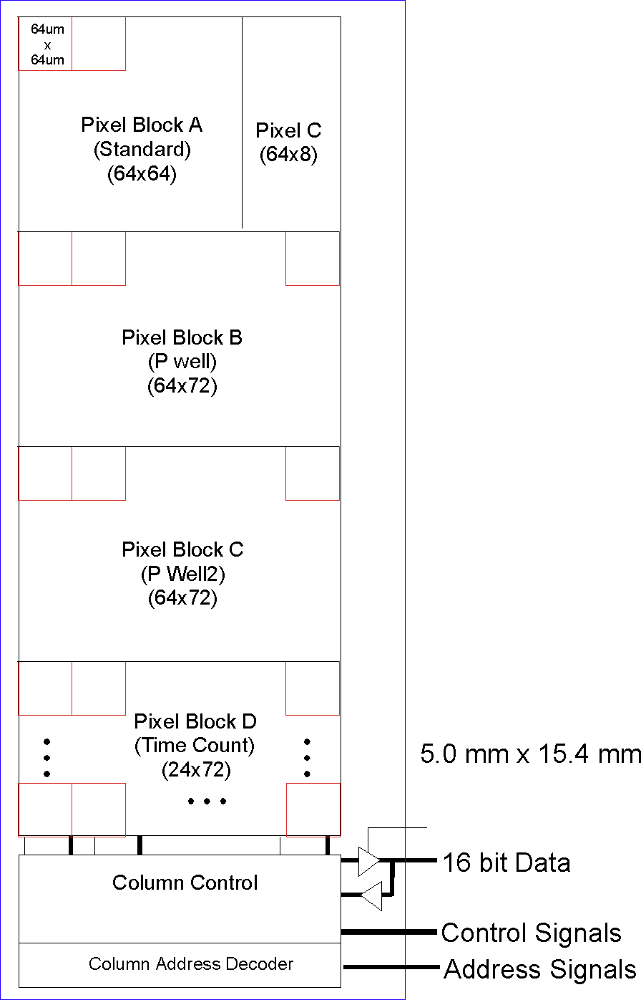 64um
x
64um
Pixel Block A
(Standard)
(64x64)
Pixel C
(64x8)
Pixel Block B
(P well)
(64x72)
Pixel Block C
(P Well2)
(64x72)
Pixel Block D
(Time Count)
(24x72)
5.0 mm x 15.4 mm
16 bit Data
Column Control
Control Signals
Column Address Decoder
Address Signals